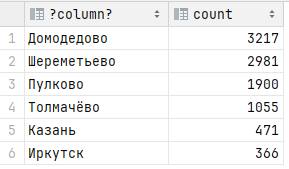 ?column? count
1 Домодедово 3217
2 Шереметьево 2981
3 Пулково 1900
4 Толмачёво 1055
5 Казань 471
6 Иркутск 366